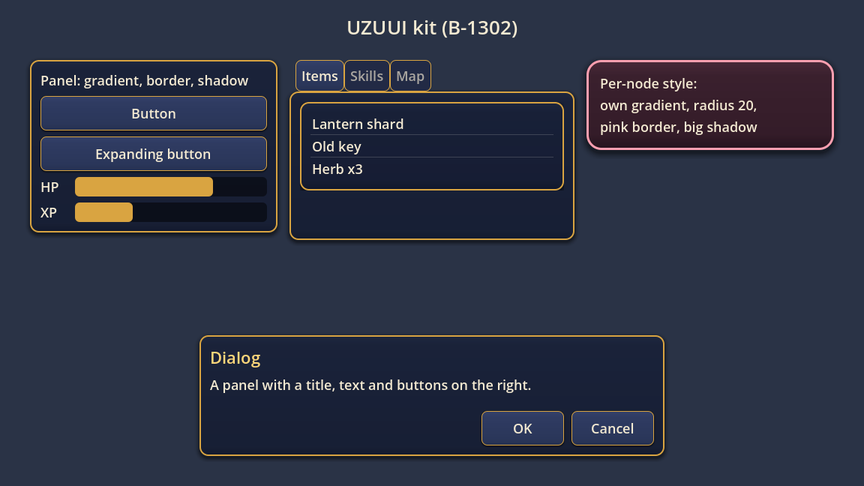 UZUUI kit (B-1302)
Panel: gradient, border, shadow
Button
Expanding button
HP
XP
Items Skills Map
Lantern shard
Old key
Herb x3
Per-node style:
own gradient, radius 20,
pink border, big shadow
Dialog
A panel with a title, text and buttons on the right.
OK Cancel